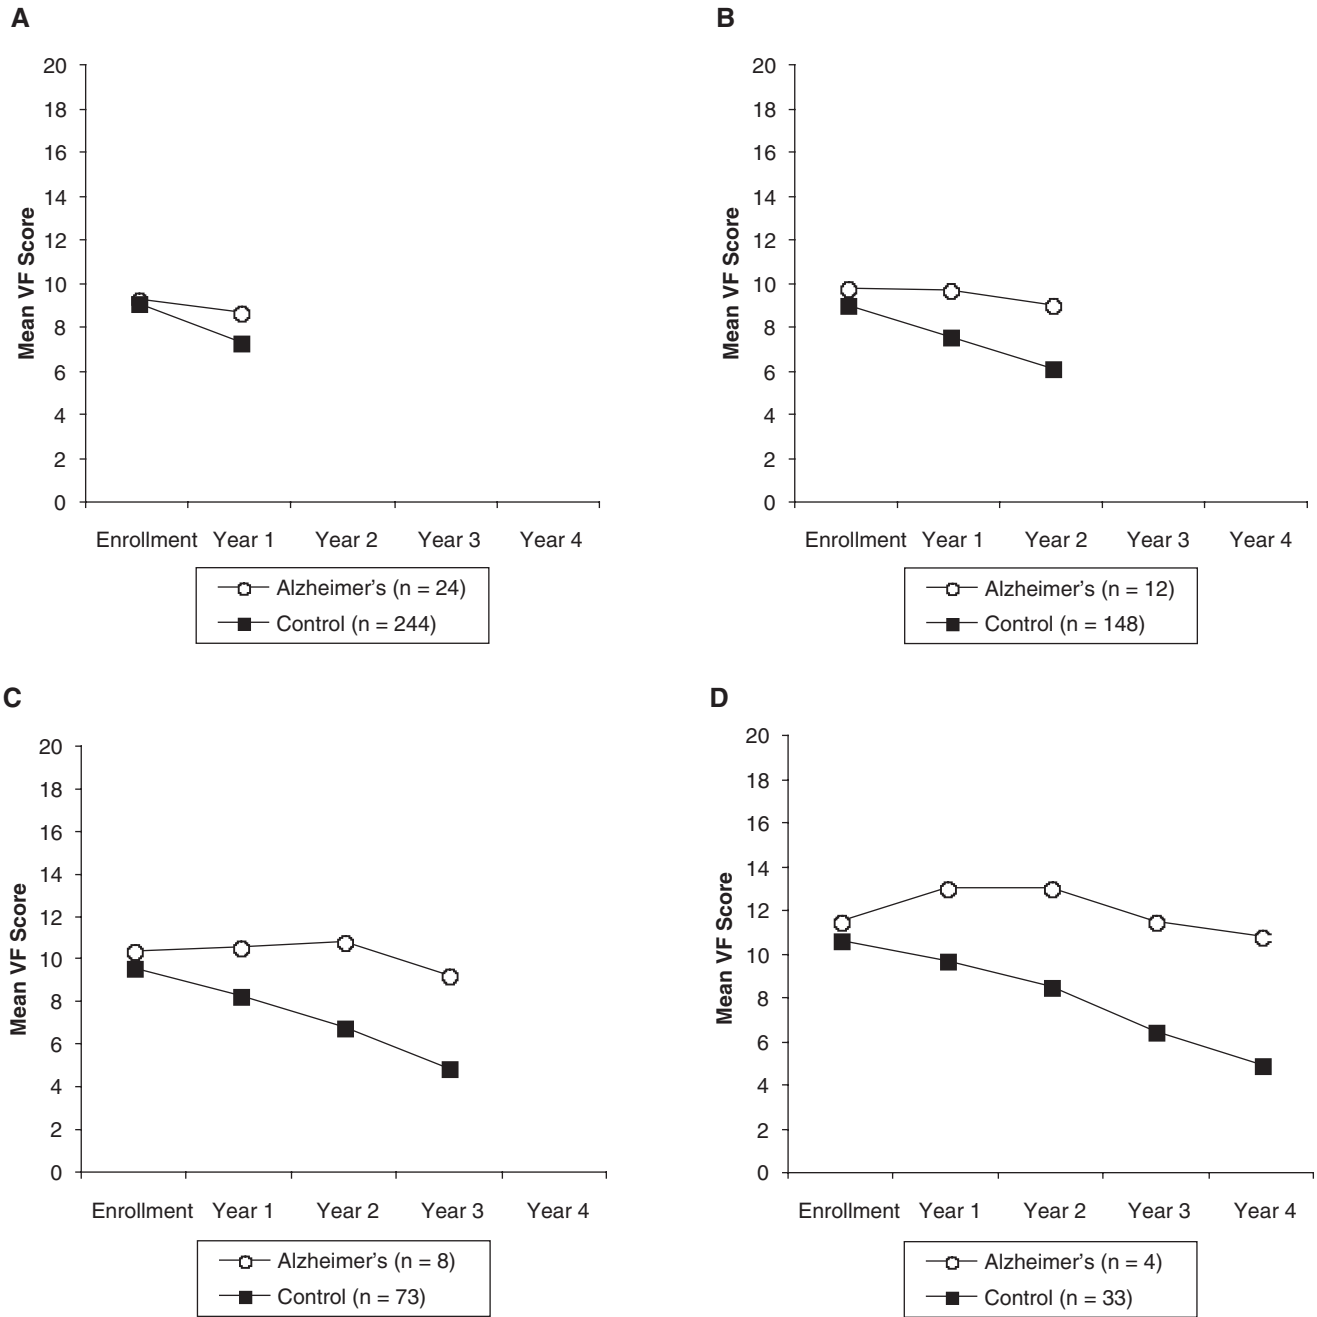 A
20
18
16
14
12
10
8
6
4
2
0
Mean VF Score
Enrollment Year 1 Year 2 Year 3 Year 4
Alzheimer's (n = 24)
Control (n = 244)
B
20
18
16
14
12
10
8
6
4
2
0
Mean VF Score
Enrollment Year 1 Year 2 Year 3 Year 4
Alzheimer's (n = 12)
Control (n = 148)
C
20
18
16
14
12
10
8
6
4
2
0
Mean VF Score
Enrollment Year 1 Year 2 Year 3 Year 4
Alzheimer's (n = 8)
Control (n = 73)
D
20
18
16
14
12
10
8
6
4
2
0
Mean VF Score
Enrollment Year 1 Year 2 Year 3 Year 4
Alzheimer's (n = 4)
Control (n = 33)